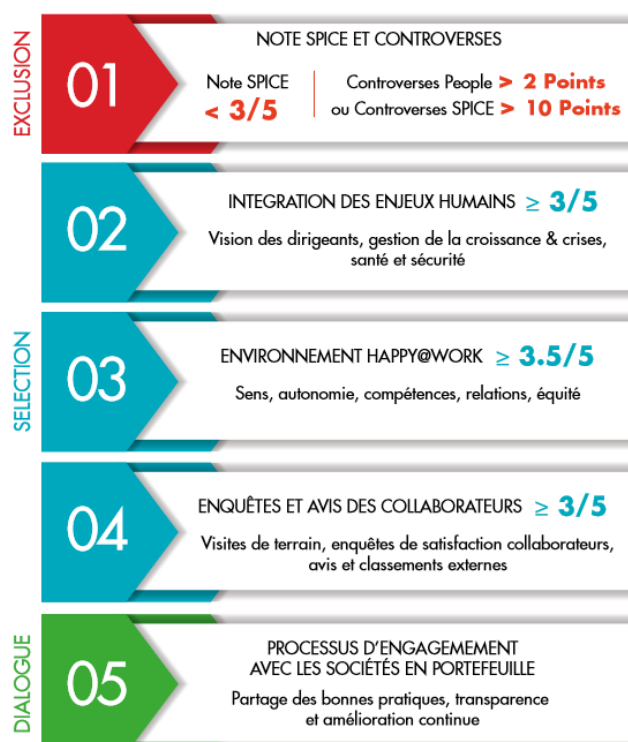 EXCLUSION
01
NOTE SPICE ET CONTROVERSES
Note SPICE
< 3/5
Controverses People > 2 Points
ou Controverses SPICE > 10 Points
SELECTION
02
INTEGRATION DES ENJEUX HUMAINS ≥ 3/5
Vision des dirigeants, gestion de la croissance & crises,
santé et sécurité
03
ENVIRONNEMENT HAPPY@WORK ≥ 3.5/5
Sens, autonomie, compétences, relations, équité
04
ENQUÊTES ET AVIS DES COLLABORATEURS ≥ 3/5
Visites de terrain, enquêtes de satisfaction collaborateurs,
avis et classements externes
DIALOGUE
05
PROCESSUS D'ENGAGEMEMENT
AVEC LES SOCIÉTÉS EN PORTEFEUILLE
Partage des bonnes pratiques, transparence
et amélioration continue